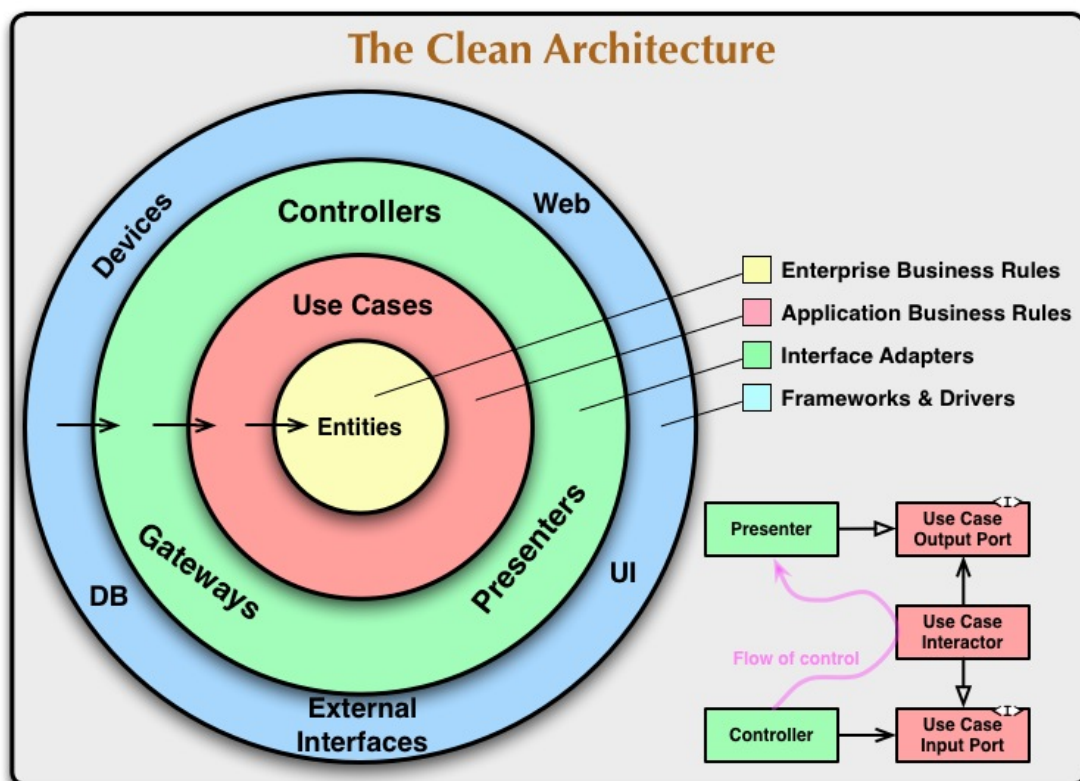 The Clean Architecture
Devices
Web
Controllers
Use Cases
Entities
Gateways
Presenters
DB
UI
External
Interfaces
Enterprise Business Rules
Application Business Rules
Interface Adapters
Frameworks & Drivers
Presenter
<I>
Use Case
Output Port
Use Case
Interactor
Flow of control
Controller
<I>
Use Case
Input Port